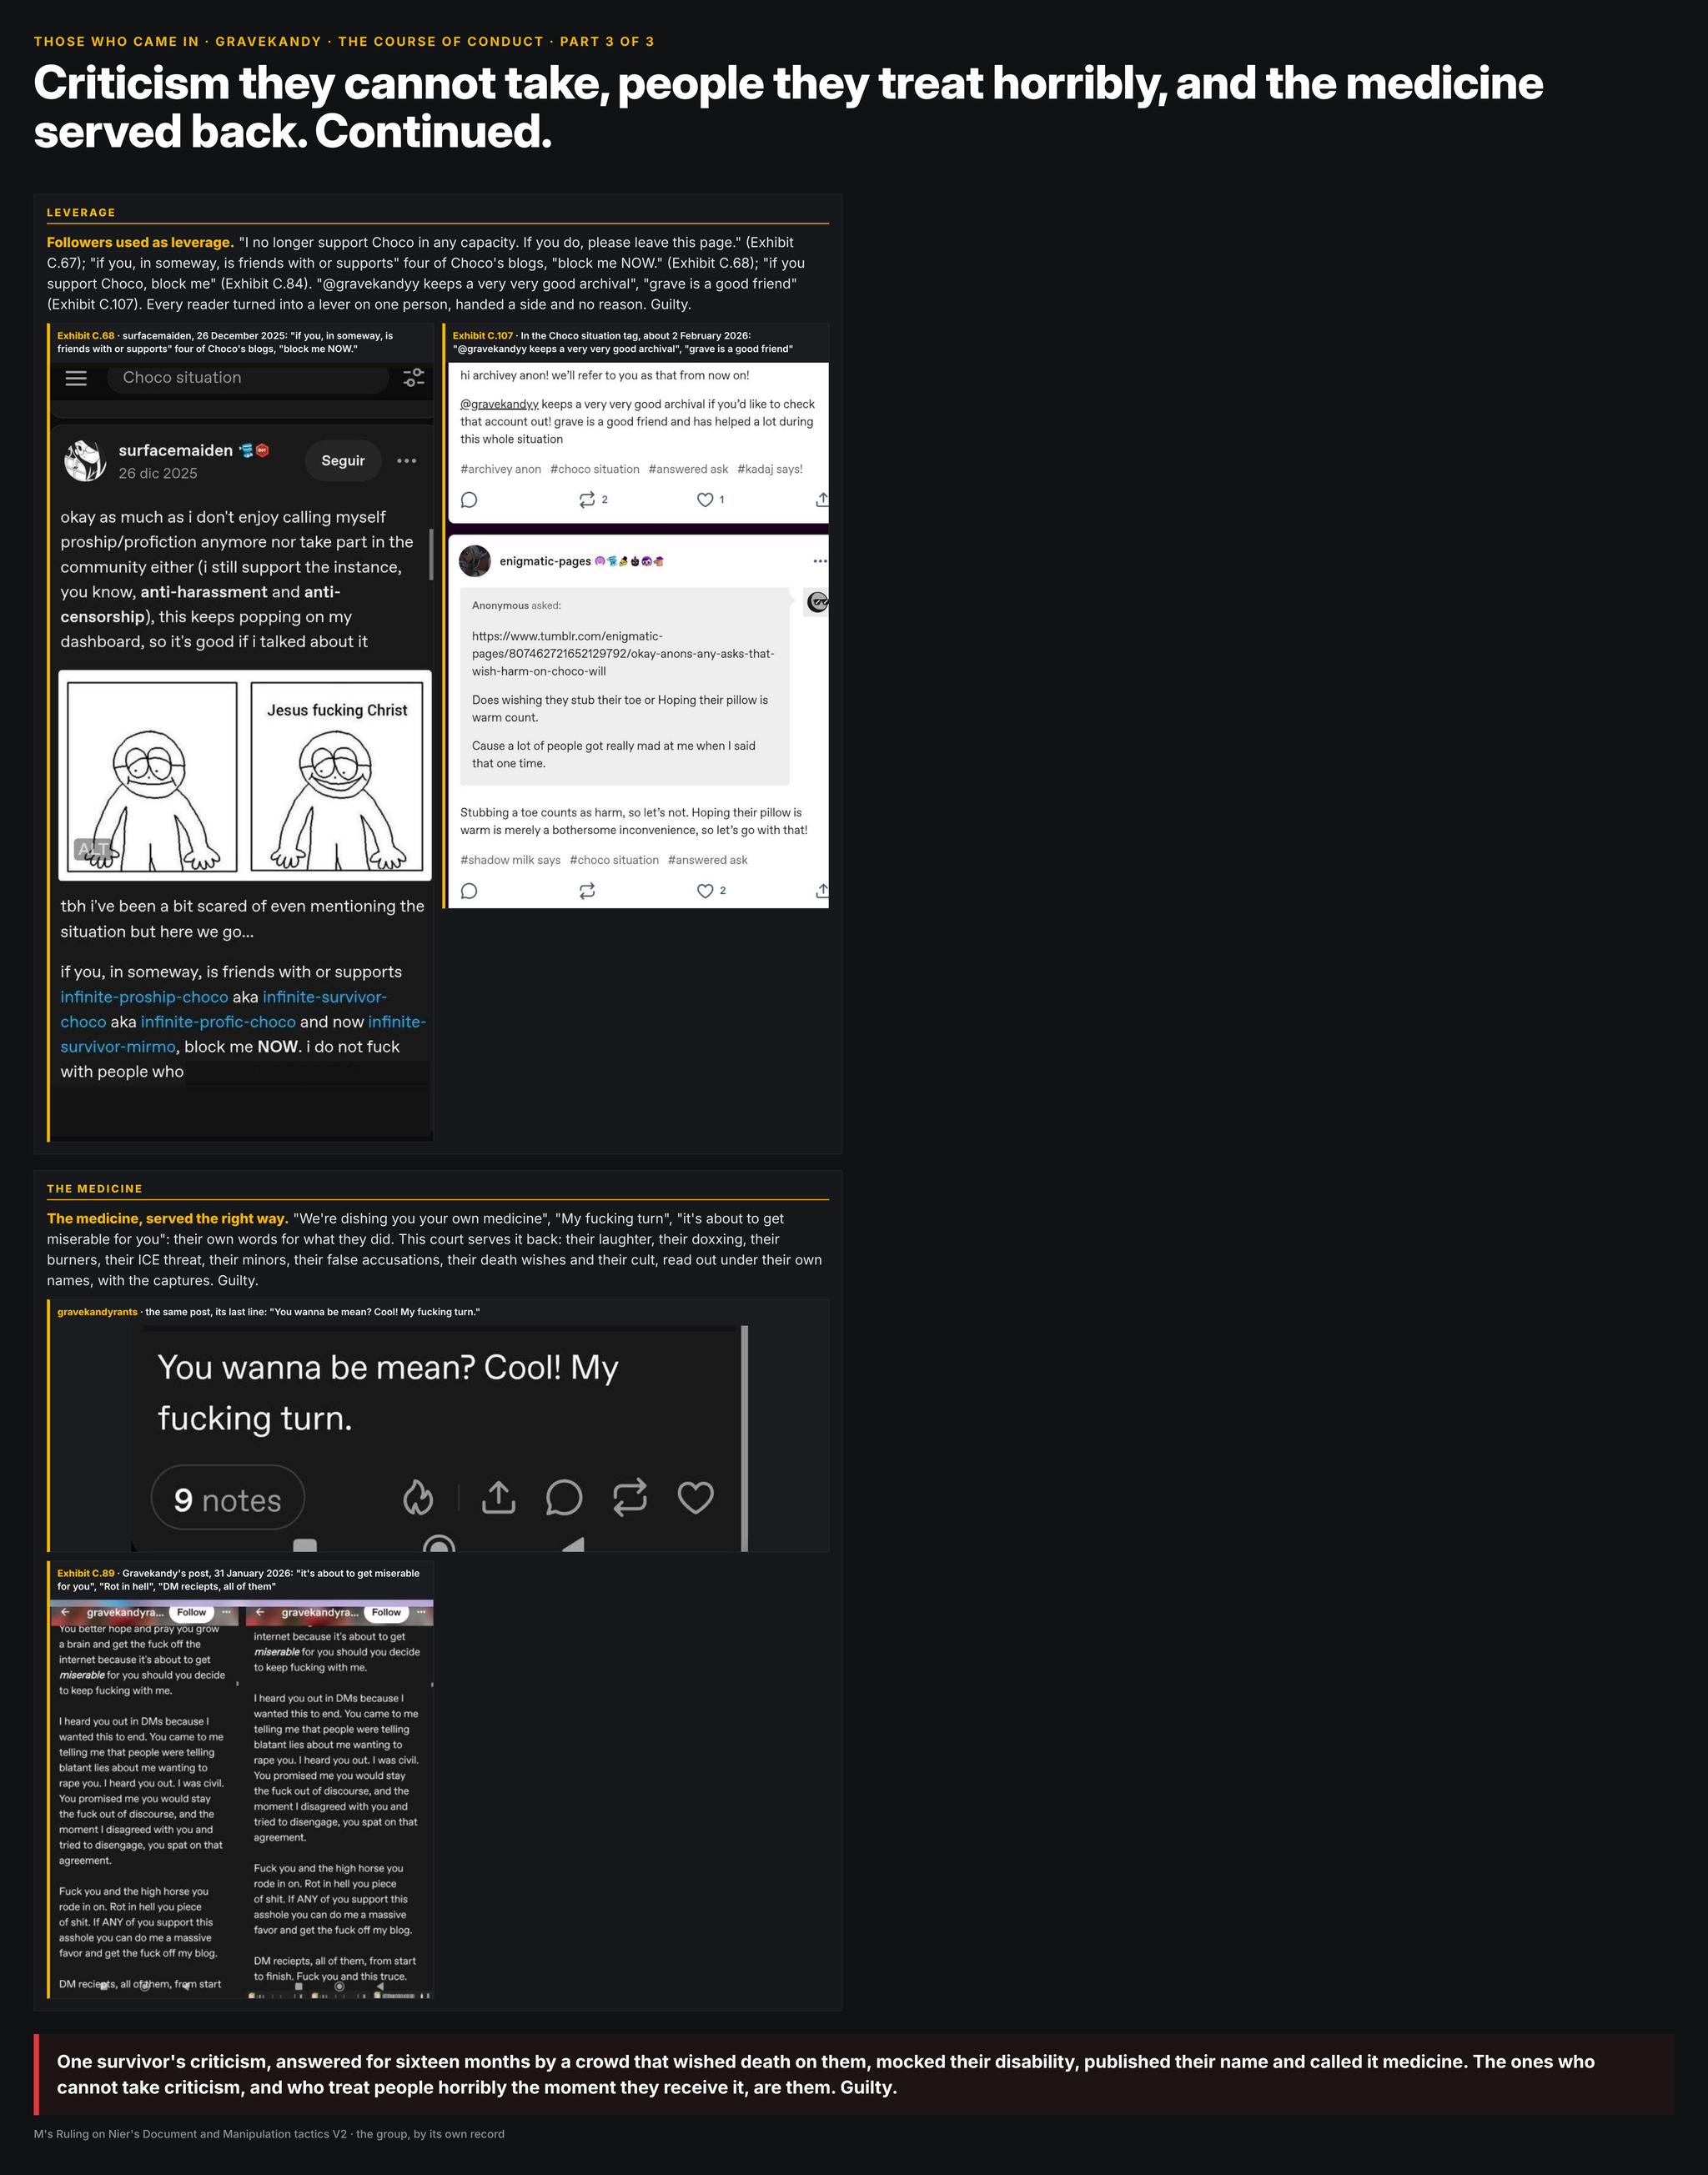 THOSE WHO CAME IN · GRAVEKANDY · THE COURSE OF CONDUCT · PART 3 OF 3
Criticism they cannot take, people they treat horribly, and the medicine
served back. Continued.
LEVERAGE
Followers used as leverage. "I no longer support Choco in any capacity. If you do, please leave this page." (Exhibit
C.67); "if you, in someway, is friends with or supports" four of Choco's blogs, "block me NOW." (Exhibit C.68); "if you
support Choco, block me" (Exhibit C.84). "@gravekandyy keeps a very very good archival", "grave is a good friend"
(Exhibit C.107). Every reader turned into a lever on one person, handed a side and no reason. Guilty.
Exhibit C.68 · surfacemaiden, 26 December 2025: "if you, in someway, is
friends with or supports" four of Choco's blogs, "block me NOW."
Choco situation
surfacemaiden
Seguir
26 dic 2025
okay as much as i don't enjoy calling myself
proship/profiction anymore nor take part in the
community either (i still support the instance,
you know, anti-harassment and anti-
censorship), this keeps popping on my
dashboard, so it's good if i talked about it
Jesus fucking Christ
ALT
tbh i've been a bit scared of even mentioning the
situation but here we go...
if you, in someway, is friends with or supports
infinite-proship-choco aka infinite-survivor-
choco aka infinite-profic-choco and now infinite-
survivor-mirmo, block me NOW. i do not fuck
with people who
Exhibit C.107 · In the Choco situation tag, about 2 February 2026:
"@gravekandyy keeps a very very good archival", "grave is a good friend"
hi archivey anon! we'll refer to you as that from now on!
@gravekandyy keeps a very very good archival if you'd like to check
that account out! grave is a good friend and has helped a lot during
this whole situation
#archivey anon #choco situation #answered ask #kadaj says!
2
1
enigmatic-pages
Anonymous asked:
https://www.tumblr.com/enigmatic-
pages/807462721652129792/okay-anons-any-asks-that-
wish-harm-on-choco-will
Does wishing they stub their toe or Hoping their pillow is
warm count.
Cause a lot of people got really mad at me when I said
that one time.
Stubbing a toe counts as harm, so let's not. Hoping their pillow is
warm is merely a bothersome inconvenience, so let's go with that!
#shadow milk says #choco situation #answered ask
2
THE MEDICINE
The medicine, served the right way. "We're dishing you your own medicine", "My fucking turn", "it's about to get
miserable for you": their own words for what they did. This court serves it back: their laughter, their doxxing, their
burners, their ICE threat, their minors, their false accusations, their death wishes and their cult, read out under their own
names, with the captures. Guilty.
gravekandyrants · the same post, its last line: "You wanna be mean? Cool! My fucking turn."
You wanna be mean? Cool! My
fucking turn.
9 notes
Exhibit C.89 · Gravekandy's post, 31 January 2026: "it's about to get miserable
for you", "Rot in hell", "DM reciepts, all of them"
gravekandyra... Follow
You better hope and pray you grow
a brain and get the fuck off the
internet because it's about to get
miserable for you should you decide
to keep fucking with me.
I heard you out in DMs because I
wanted this to end. You came to me
telling me that people were telling
blatant lies about me wanting to
rape you. I heard you out. I was civil.
You promised me you would stay
the fuck out of discourse, and the
moment I disagreed with you and
tried to disengage, you spat on that
agreement.
Fuck you and the high horse you
rode in on. Rot in hell you piece
of shit. If ANY of you support this
asshole you can do me a massive
favor and get the fuck off my blog.
DM reciepts, all of them, from start
gravekandyra... Follow
internet because it's about to get
miserable for you should you decide
to keep fucking with me.
I heard you out in DMs because I
wanted this to end. You came to me
telling me that people were telling
blatant lies about me wanting to
rape you. I heard you out. I was civil.
You promised me you would stay
the fuck out of discourse, and the
moment I disagreed with you and
tried to disengage, you spat on that
agreement.
Fuck you and the high horse you
rode in on. Rot in hell you piece
of shit. If ANY of you support this
asshole you can do me a massive
favor and get the fuck off my blog.
DM reciepts, all of them, from start
to finish. Fuck you and this truce.
One survivor's criticism, answered for sixteen months by a crowd that wished death on them, mocked their disability, published their name and called it medicine. The ones who
cannot take criticism, and who treat people horribly the moment they receive it, are them. Guilty.
M's Ruling on Nier's Document and Manipulation tactics V2 · the group, by its own record